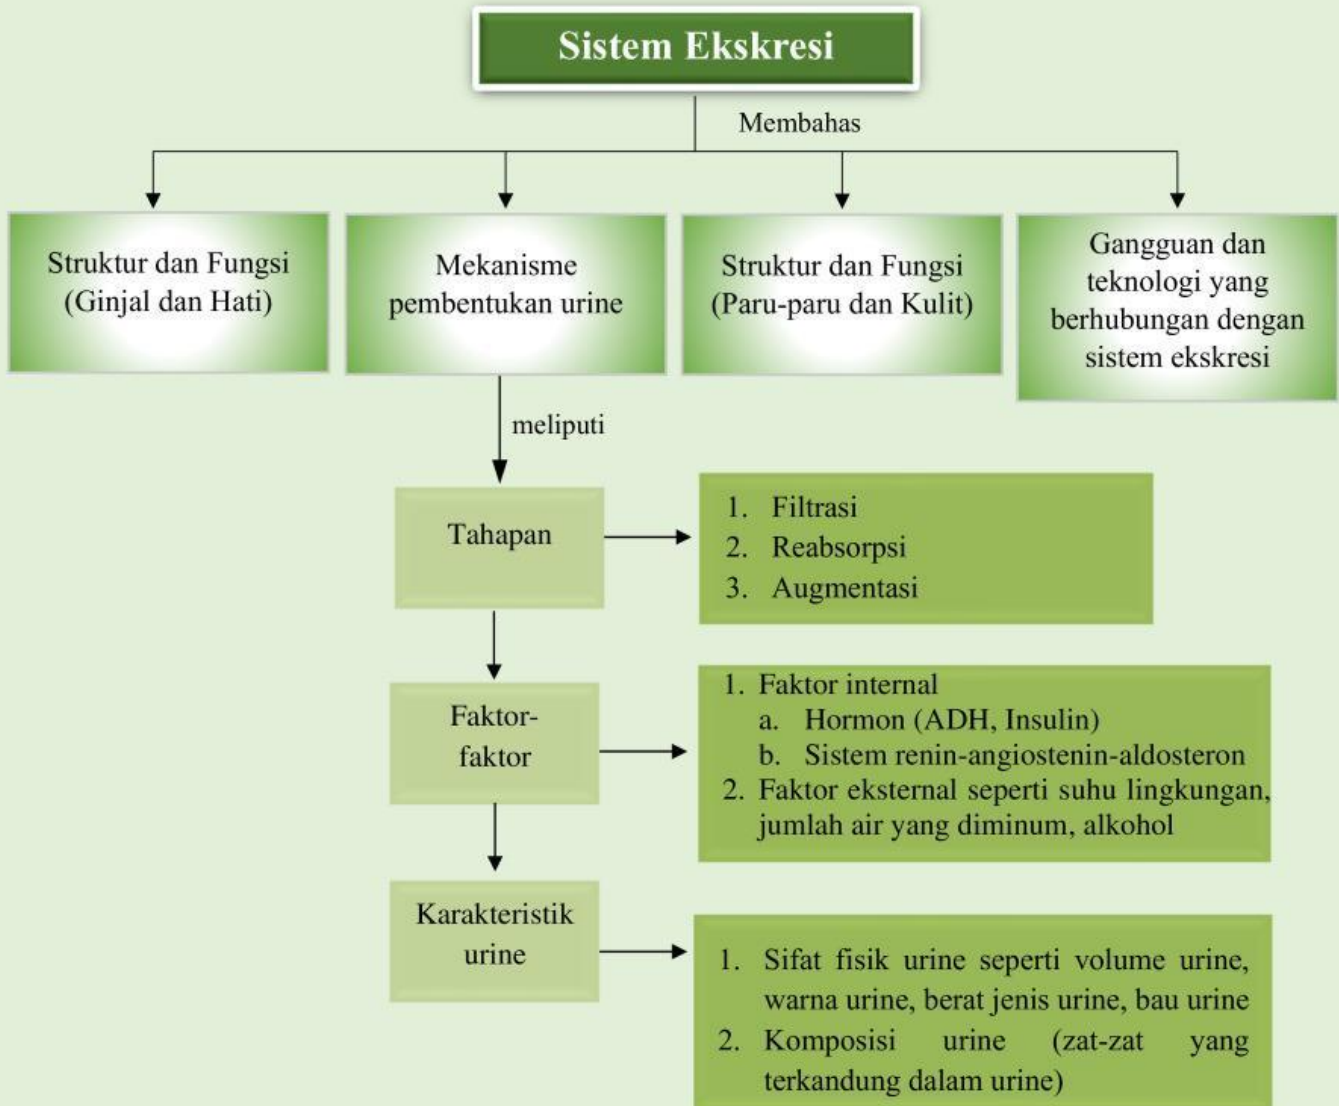 Sistem Ekskresi
Membahas
Struktur dan Fungsi
(Ginjal dan Hati)
Mekanisme
pembentukan urine
Struktur dan Fungsi
(Paru-paru dan Kulit)
Gangguan dan
teknologi yang
berhubungan dengan
sistem ekskresi
meliputi
Tahapan
1. Filtrasi
2. Reabsorpsi
3. Augmentasi
Faktor-
faktor
1. Faktor internal
a. Hormon (ADH, Insulin)
b. Sistem renin-angiostenin-aldosteron
2. Faktor eksternal seperti suhu lingkungan,
jumlah air yang diminum, alkohol
Karakteristik
urine
1. Sifat fisik urine seperti volume urine,
warna urine, berat jenis urine, bau urine
2. Komposisi urine (zat-zat yang
terkandung dalam urine)